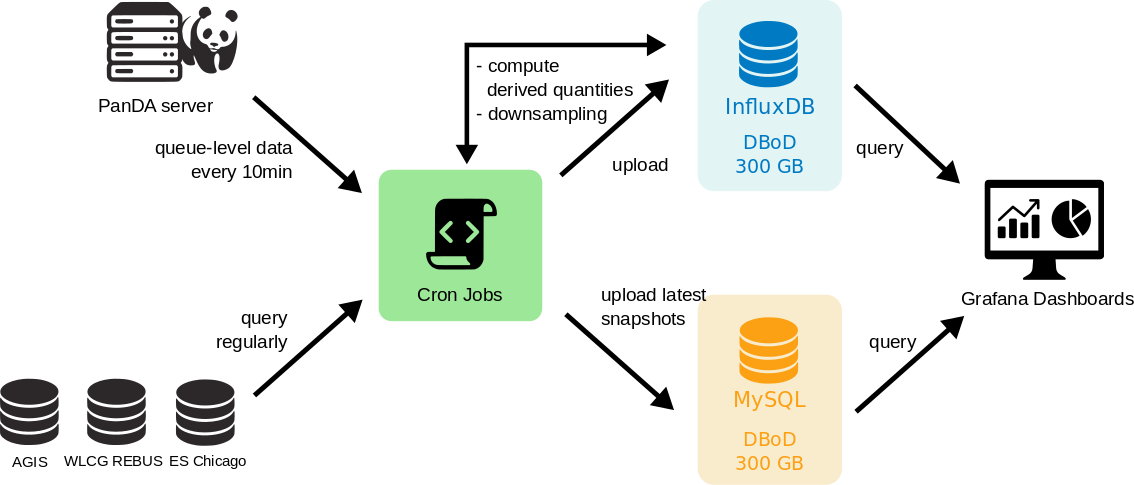 PanDA server
queue-level data
every 10min
- compute
derived quantities
- downsampling
upload
InfluxDB
DBoD
300 GB
query
Cron Jobs
Grafana Dashboards
query
regularly
upload latest
snapshots
MySQL
DBoD
300 GB
query
AGIS
WLCG REBUS
ES Chicago